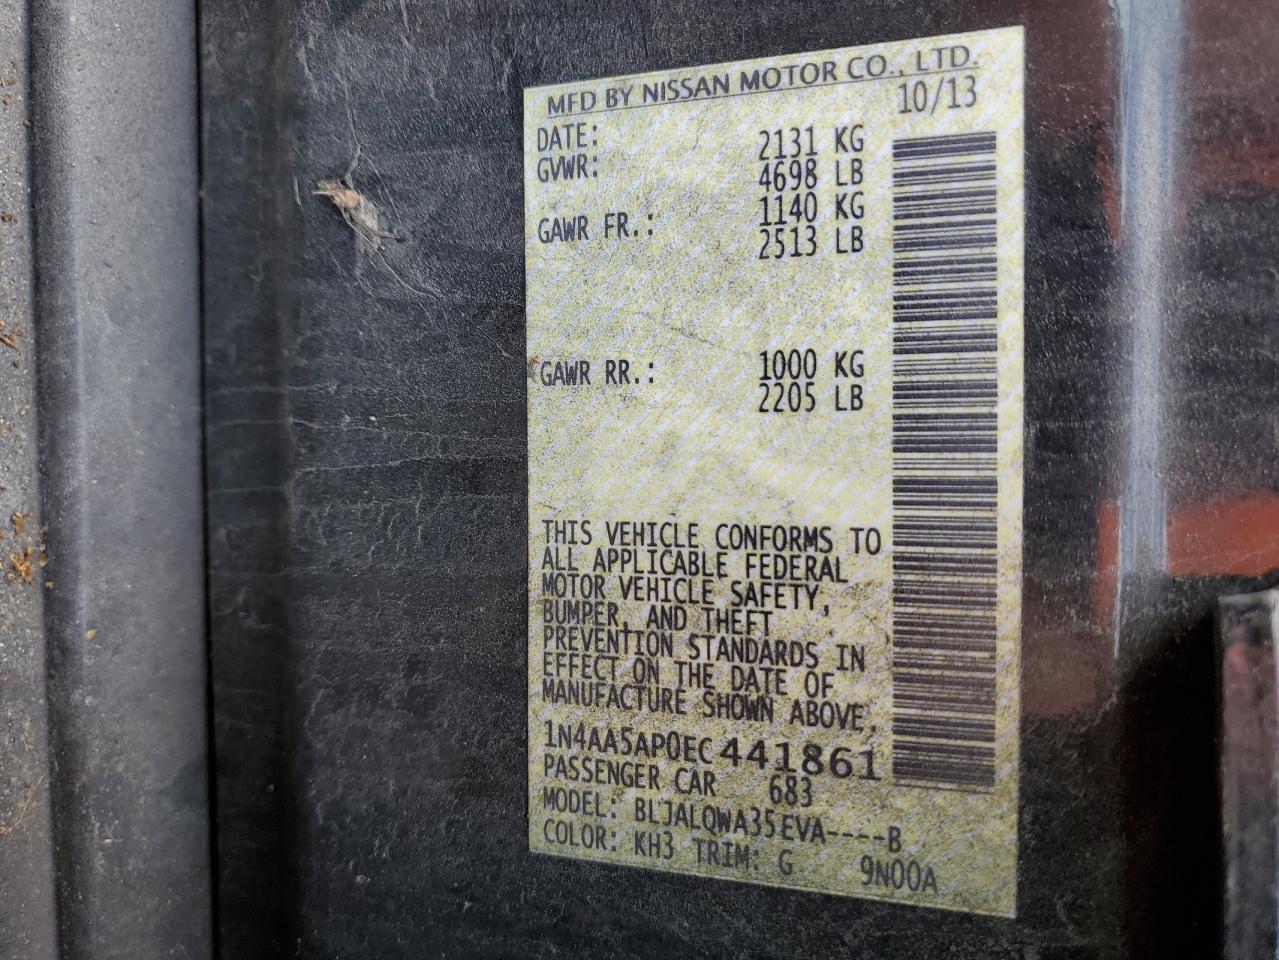 MFD BY NISSAN MOTOR CO., LTD.
DATE: 10/13
GVWR: 2131 KG
4698 LB
GAWR FR.: 1140 KG
2513 LB
GAWR RR.: 1000 KG
2205 LB
THIS VEHICLE CONFORMS TO
ALL APPLICABLE FEDERAL
MOTOR VEHICLE SAFETY,
BUMPER, AND THEFT
PREVENTION STANDARDS IN
EFFECT ON THE DATE OF
MANUFACTURE SHOWN ABOVE,
1N4AA5AP0EC441861
PASSENGER CAR 683
MODEL: BLJALQWA35EVA----B
COLOR: KH3 TRIM: G 9N00A